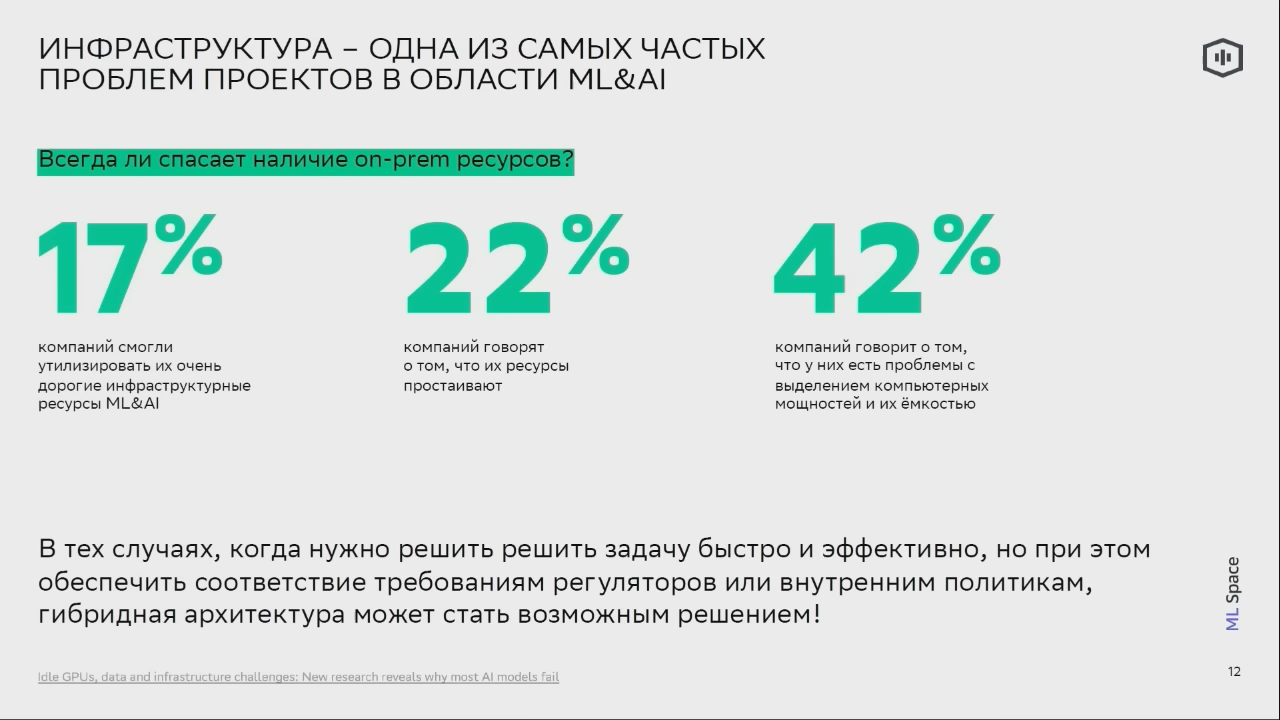 ИНФРАСТРУКТУРА – ОДНА ИЗ САМЫХ ЧАСТЫХ
ПРОБЛЕМ ПРОЕКТОВ В ОБЛАСТИ ML&AI
Всегда ли спасает наличие on-prem ресурсов?
17%
компаний смогли
утилизировать их очень
дорогие инфраструктурные
ресурсы ML&AI
22%
компаний говорят
о том, что их ресурсы
простаивают
42%
компаний говорит о том,
что у них есть проблемы с
выделением компьютерных
мощностей и их ёмкостью
В тех случаях, когда нужно решить решить задачу быстро и эффективно, но при этом
обеспечить соответствие требованиям регуляторов или внутренним политикам,
гибридная архитектура может стать возможным решением!
ML Space
Idle GPUs, data and infrastructure challenges: New research reveals why most AI models fail
12